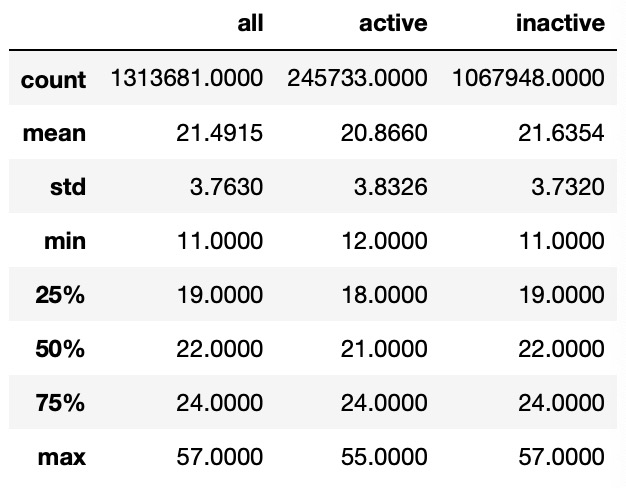 all active inactive
count 1313681.0000 245733.0000 1067948.0000
mean 21.4915 20.8660 21.6354
std 3.7630 3.8326 3.7320
min 11.0000 12.0000 11.0000
25% 19.0000 18.0000 19.0000
50% 22.0000 21.0000 22.0000
75% 24.0000 24.0000 24.0000
max 57.0000 55.0000 57.0000